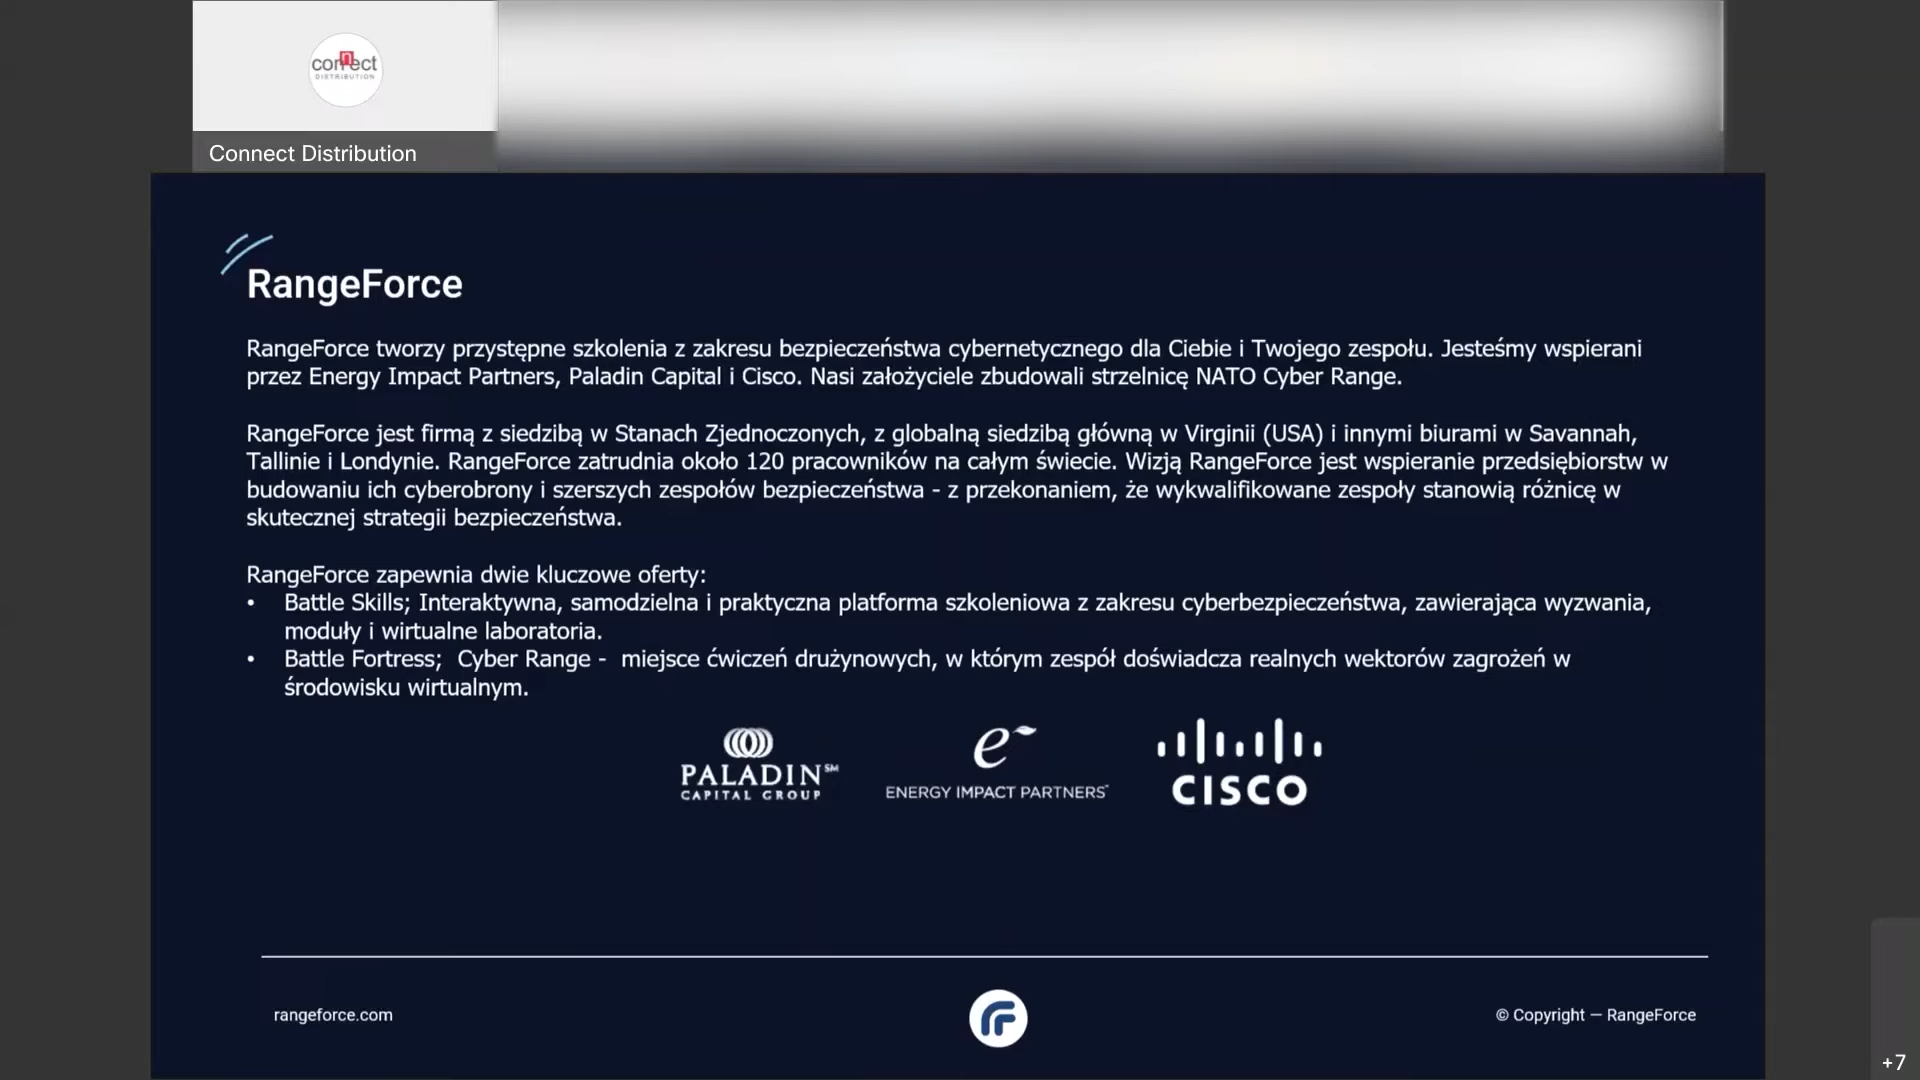 connect
DISTRIBUTION
Connect Distribution
RangeForce
RangeForce tworzy przystępne szkolenia z zakresu bezpieczeństwa cybernetycznego dla Ciebie i Twojego zespołu. Jesteśmy wspierani
przez Energy Impact Partners, Paladin Capital i Cisco. Nasi założyciele zbudowali strzelnicę NATO Cyber Range.
RangeForce jest firmą z siedzibą w Stanach Zjednoczonych, z globalną siedzibą główną w Virginii (USA) i innymi biurami w Savannah,
Tallinie i Londynie. RangeForce zatrudnia około 120 pracowników na całym świecie. Wizją RangeForce jest wspieranie przedsiębiorstw w
budowaniu ich cyberobrony i szerszych zespołów bezpieczeństwa - z przekonaniem, że wykwalifikowane zespoły stanowią różnicę w
skutecznej strategii bezpieczeństwa.
RangeForce zapewnia dwie kluczowe oferty:
• Battle Skills; Interaktywna, samodzielna i praktyczna platforma szkoleniowa z zakresu cyberbezpieczeństwa, zawierająca wyzwania,
moduły i wirtualne laboratoria.
• Battle Fortress;  Cyber Range -  miejsce ćwiczeń drużynowych, w którym zespół doświadcza realnych wektorów zagrożeń w
środowisku wirtualnym.
PALADIN℠
CAPITAL GROUP
e
ENERGY IMPACT PARTNERS™
CISCO
rangeforce.com
© Copyright — RangeForce
+7